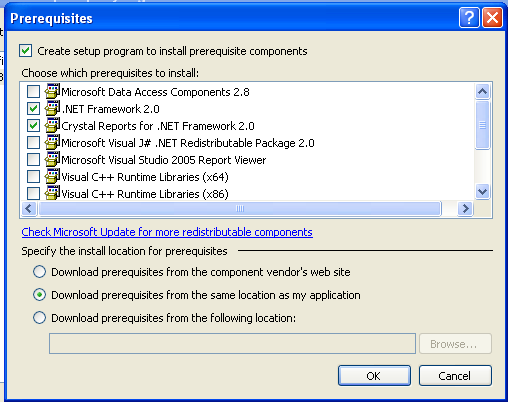 Prerequisites
Create setup program to install prerequisite components
Choose which prerequisites to install:
Microsoft Data Access Components 2.8
.NET Framework 2.0
Crystal Reports for .NET Framework 2.0
Microsoft Visual J# .NET Redistributable Package 2.0
Microsoft Visual Studio 2005 Report Viewer
Visual C++ Runtime Libraries (x64)
Visual C++ Runtime Libraries (x86)
Check Microsoft Update for more redistributable components
Specify the install location for prerequisites
Download prerequisites from the component vendor's web site
Download prerequisites from the same location as my application
Download prerequisites from the following location:
Browse...
OK Cancel